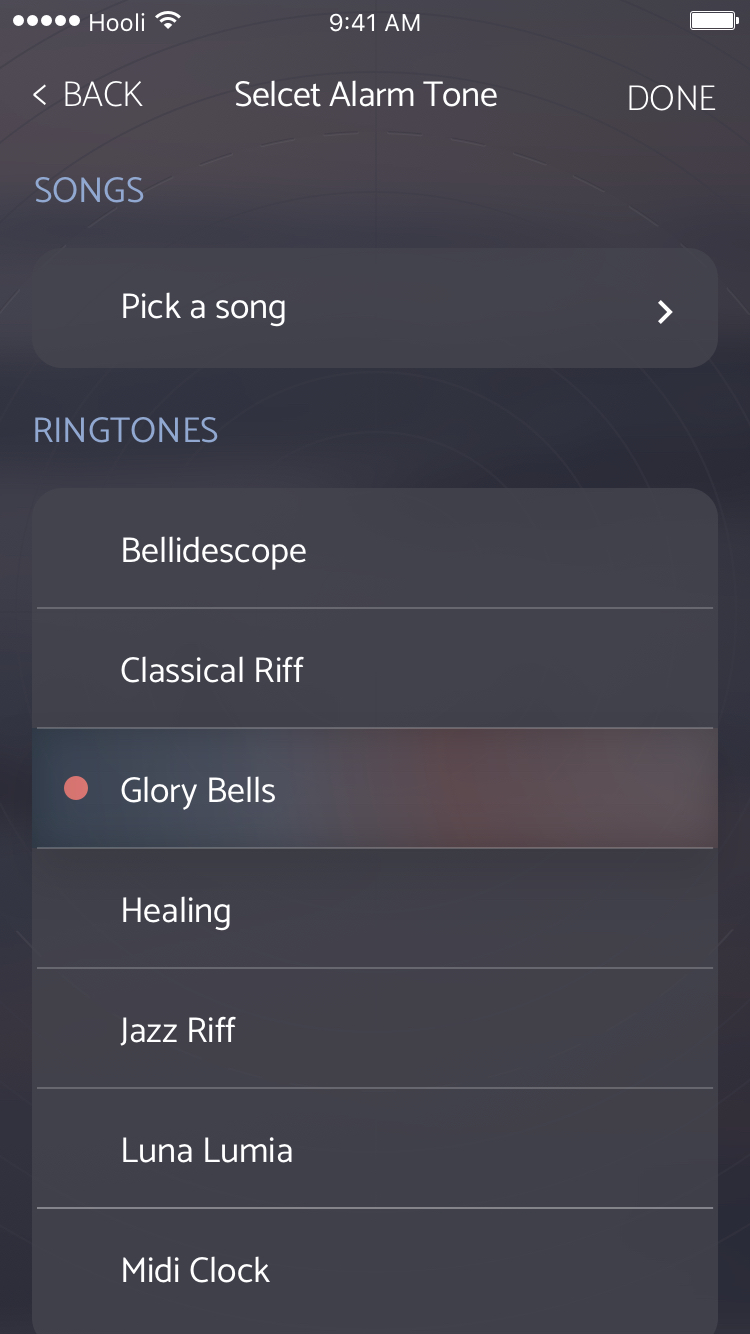 Hooli 9:41 AM
BACK Selcet Alarm Tone DONE
SONGS
Pick a song
RINGTONES
Bellidescope
Classical Riff
Glory Bells
Healing
Jazz Riff
Luna Lumia
Midi Clock